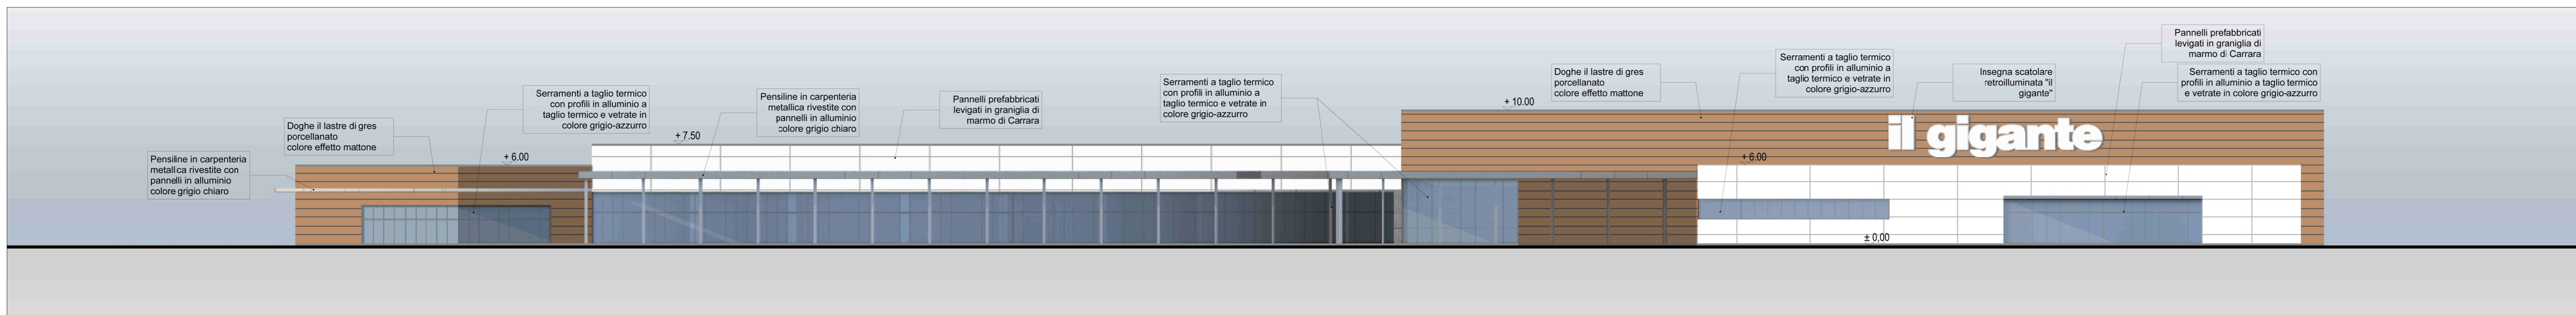 Pensiline in carpenteria
metallica rivestite con
pannelli in alluminio
colore grigio chiaro
Doghe il lastre di gres
porcellanato
colore effetto mattone
+ 6.00
Serramenti a taglio termico
con profili in alluminio a
taglio termico e vetrate in
colore grigio-azzurro
+ 7.50
Pensiline in carpenteria
metallica rivestite con
pannelli in alluminio
colore grigio chiaro
Pannelli prefabbricati
levigati in graniglia di
marmo di Carrara
Serramenti a taglio termico
con profili in alluminio a
taglio termico e vetrate in
colore grigio-azzurro
+ 10.00
Doghe il lastre di gres
porcellanato
colore effetto mattone
+ 6.00
Serramenti a taglio termico
con profili in alluminio a
taglio termico e vetrate in
colore grigio-azzurro
± 0,00
Insegna scatolare
retroilluminata "il
gigante"
il gigante
Pannelli prefabbricati
levigati in graniglia di
marmo di Carrara
Serramenti a taglio termico con
profili in alluminio a taglio termico
e vetrate in colore grigio-azzurro